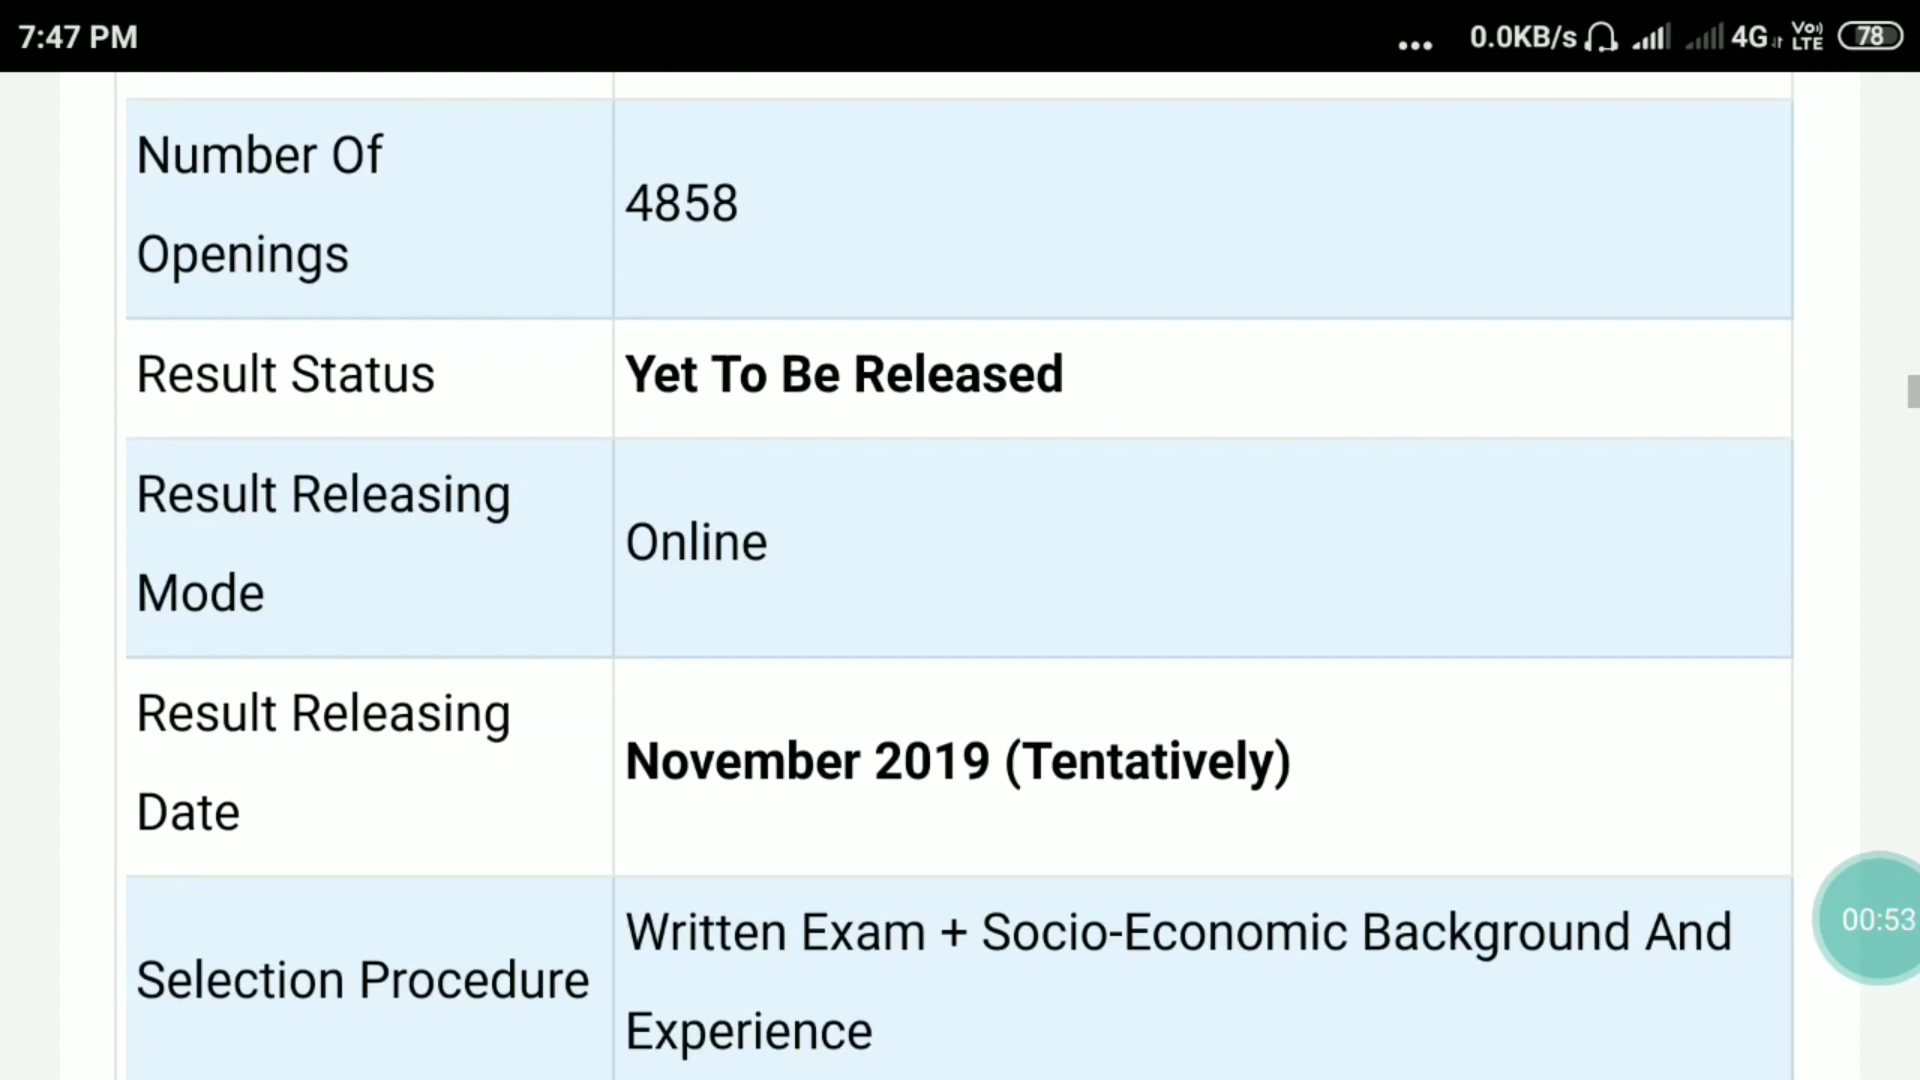 7:47 PM
... 0.0KB/s 4G VoLTE 78
Number Of
Openings
4858
Result Status
Yet To Be Released
Result Releasing
Mode
Online
Result Releasing
Date
November 2019 (Tentatively)
Selection Procedure
Written Exam + Socio-Economic Background And
Experience
00:53